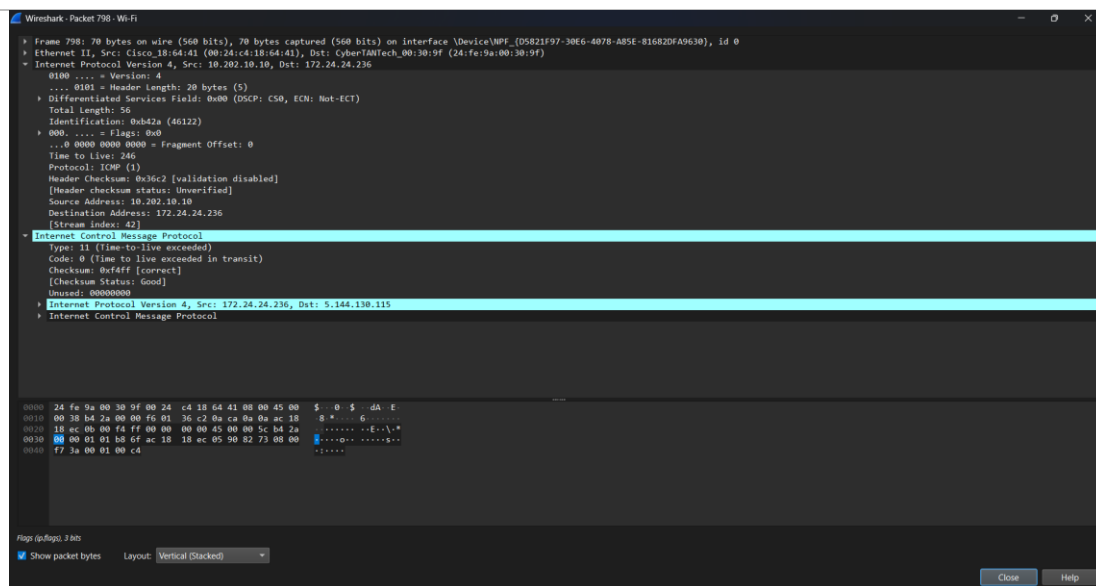 Wireshark - Packet 798 - Wi-Fi
Frame 798: 70 bytes on wire (560 bits), 70 bytes captured (560 bits) on interface \Device\NPF_{D5821F97-30E6-4078-A85E-81682DFA9630}, id 0
Ethernet II, Src: Cisco_18:64:41 (00:24:c4:18:64:41), Dst: CyberTANTech_00:30:9f (24:fe:9a:00:30:9f)
Internet Protocol Version 4, Src: 10.202.10.10, Dst: 172.24.24.236
0100 .... = Version: 4
.... 0101 = Header Length: 20 bytes (5)
Differentiated Services Field: 0x00 (DSCP: CS0, ECN: Not-ECT)
Total Length: 56
Identification: 0xb42a (46122)
000. .... = Flags: 0x0
...0 0000 0000 0000 = Fragment Offset: 0
Time to Live: 246
Protocol: ICMP (1)
Header Checksum: 0x36c2 [validation disabled]
[Header checksum status: Unverified]
Source Address: 10.202.10.10
Destination Address: 172.24.24.236
[Stream index: 42]
Internet Control Message Protocol
Type: 11 (Time-to-live exceeded)
Code: 0 (Time to live exceeded in transit)
Checksum: 0xf4ff [correct]
[Checksum Status: Good]
Unused: 00000000
Internet Protocol Version 4, Src: 172.24.24.236, Dst: 5.144.130.115
Internet Control Message Protocol
0000 24 fe 9a 00 30 9f 00 24 c4 18 64 41 08 00 45 00 $···0··$ ··dA··E·
0010 00 38 b4 2a 00 00 f6 01 36 c2 0a ca 0a 0a ac 18 ·8·*···· 6·······
0020 18 ec 0b 00 f4 ff 00 00 00 00 45 00 00 5c b4 2a ········ ··E··\·*
0030 00 00 01 01 b8 6f ac 18 18 ec 05 90 82 73 08 00 ·····o·· ·····s··
0040 f7 3a 00 01 00 c4 ·:····
Flags (ip.flags), 3 bits
Show packet bytes Layout: Vertical (Stacked)
Close Help